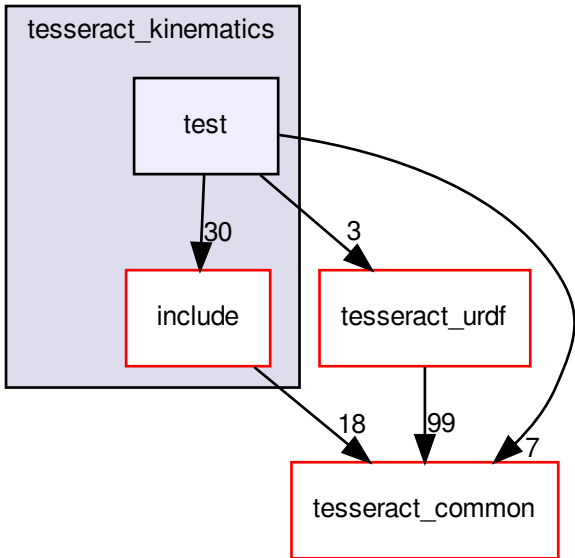 tesseract_kinematics
test
30
3
include
tesseract_urdf
18
99
7
tesseract_common